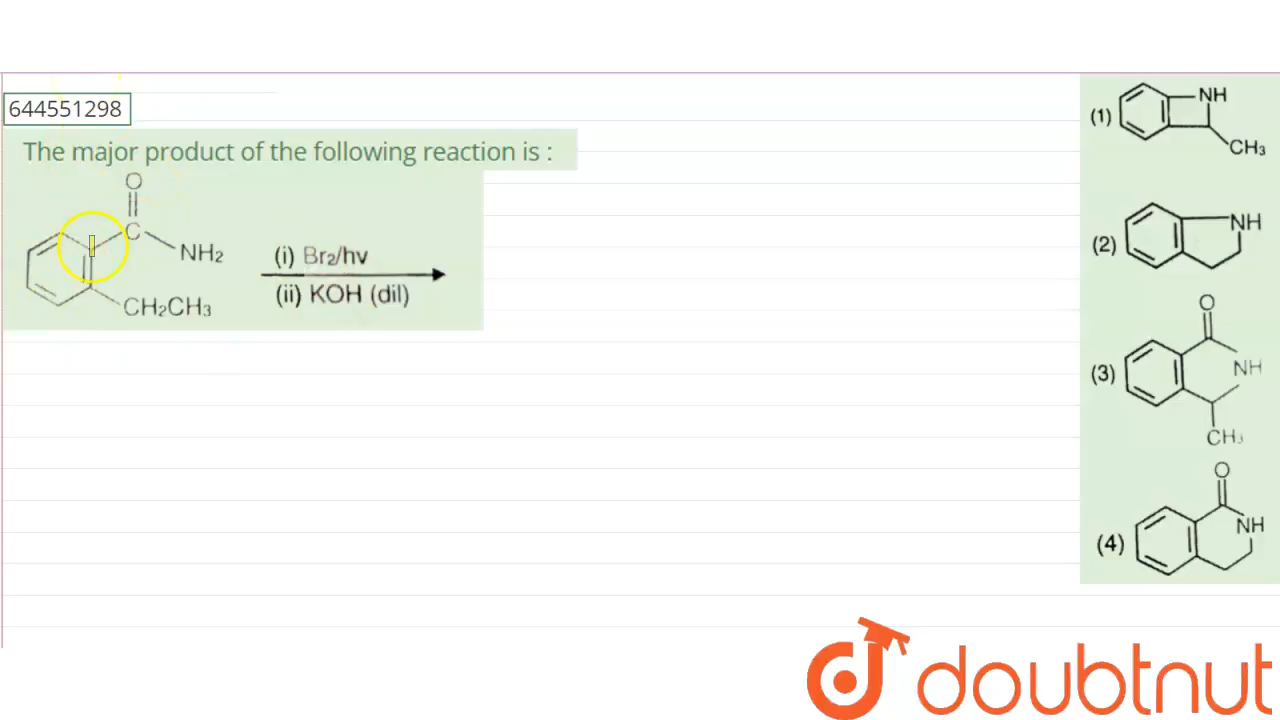 644551298
The major product of the following reaction is :
O
C
NH₂
CH₂CH₃
(i) Br₂/hv
(ii) KOH (dil)
(1)
NH
CH₃
(2)
NH
O
(3)
NH
CH₃
O
(4)
NH
doubtnut